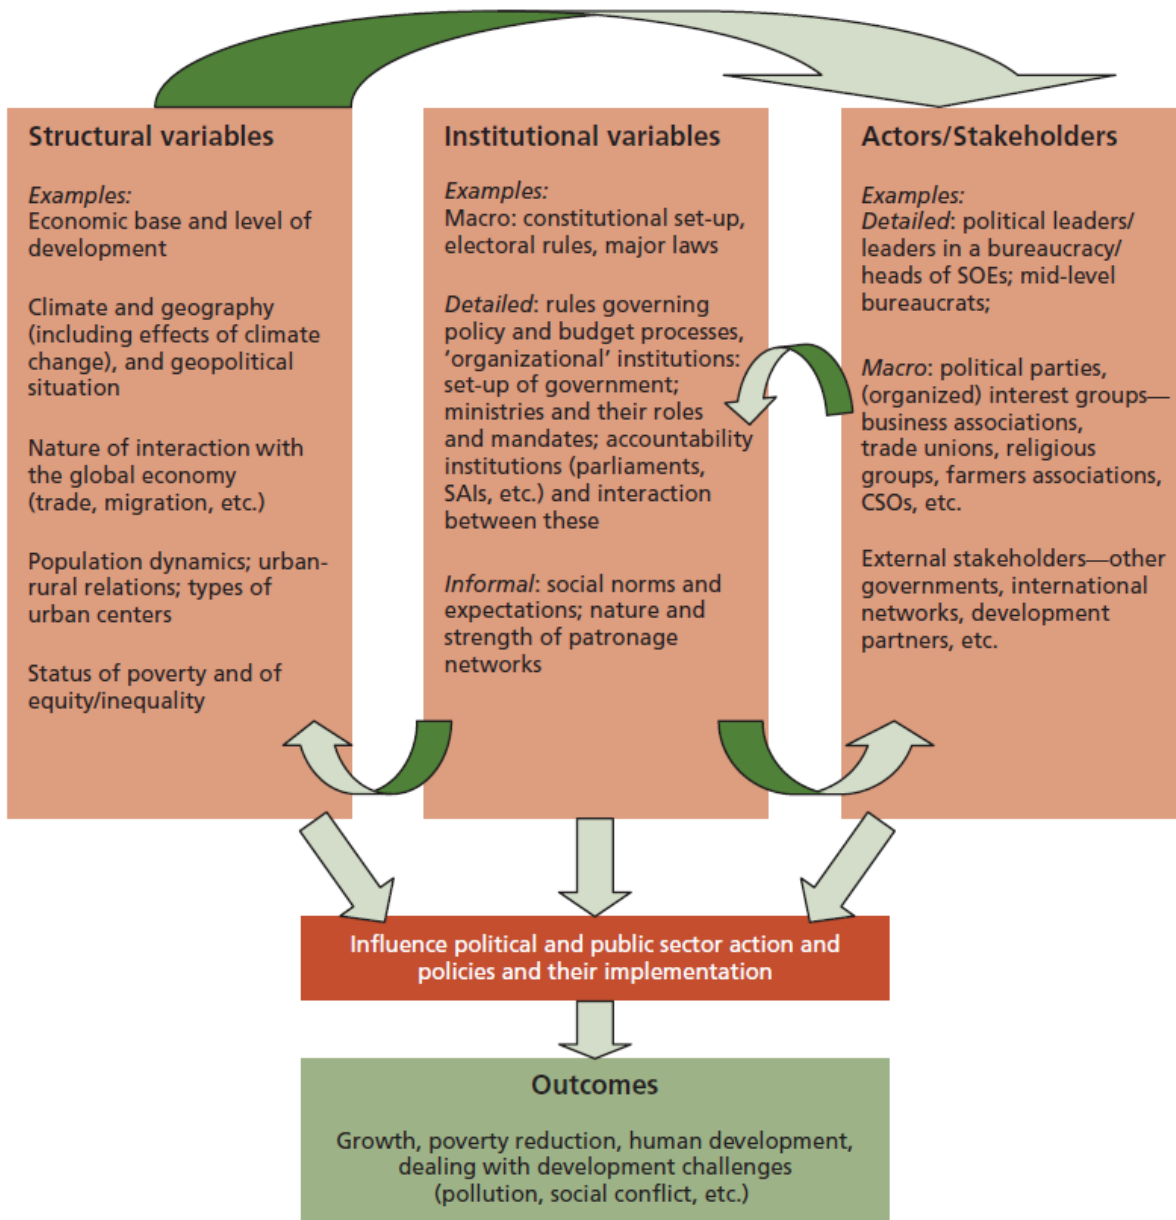 Structural variables
Examples:
Economic base and level of
development
Climate and geography
(including effects of climate
change), and geopolitical
situation
Nature of interaction with
the global economy
(trade, migration, etc.)
Population dynamics; urban-
rural relations; types of
urban centers
Status of poverty and of
equity/inequality
Institutional variables
Examples:
Macro: constitutional set-up,
electoral rules, major laws
Detailed: rules governing
policy and budget processes,
‘organizational’ institutions:
set-up of government;
ministries and their roles
and mandates; accountability
institutions (parliaments,
SAIs, etc.) and interaction
between these
Informal: social norms and
expectations; nature and
strength of patronage
networks
Actors/Stakeholders
Examples:
Detailed: political leaders/
leaders in a bureaucracy/
heads of SOEs; mid-level
bureaucrats;
Macro: political parties,
(organized) interest groups—
business associations,
trade unions, religious
groups, farmers associations,
CSOs, etc.
External stakeholders—other
governments, international
networks, development
partners, etc.
Influence political and public sector action and
policies and their implementation
Outcomes
Growth, poverty reduction, human development,
dealing with development challenges
(pollution, social conflict, etc.)